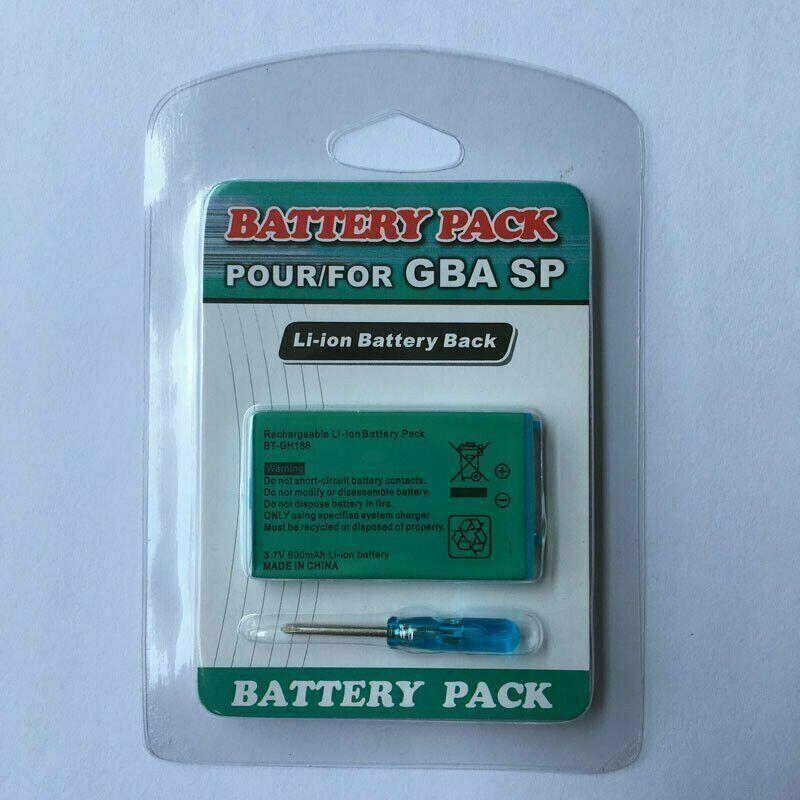 BATTERY PACK
POUR/FOR GBA SP
Li-ion Battery Back
Rechargeable LI-Ion Battery Pack
BT-GH188
Warning
Do not short-circuit battery contacts.
Do not modify or disassemble battery.
Do not dispose battery in fire.
ONLY using specified system charger.
Must be recycled or disposed of properly.
3.7V 800mAh Li-ion battery
MADE IN CHINA
BATTERY PACK